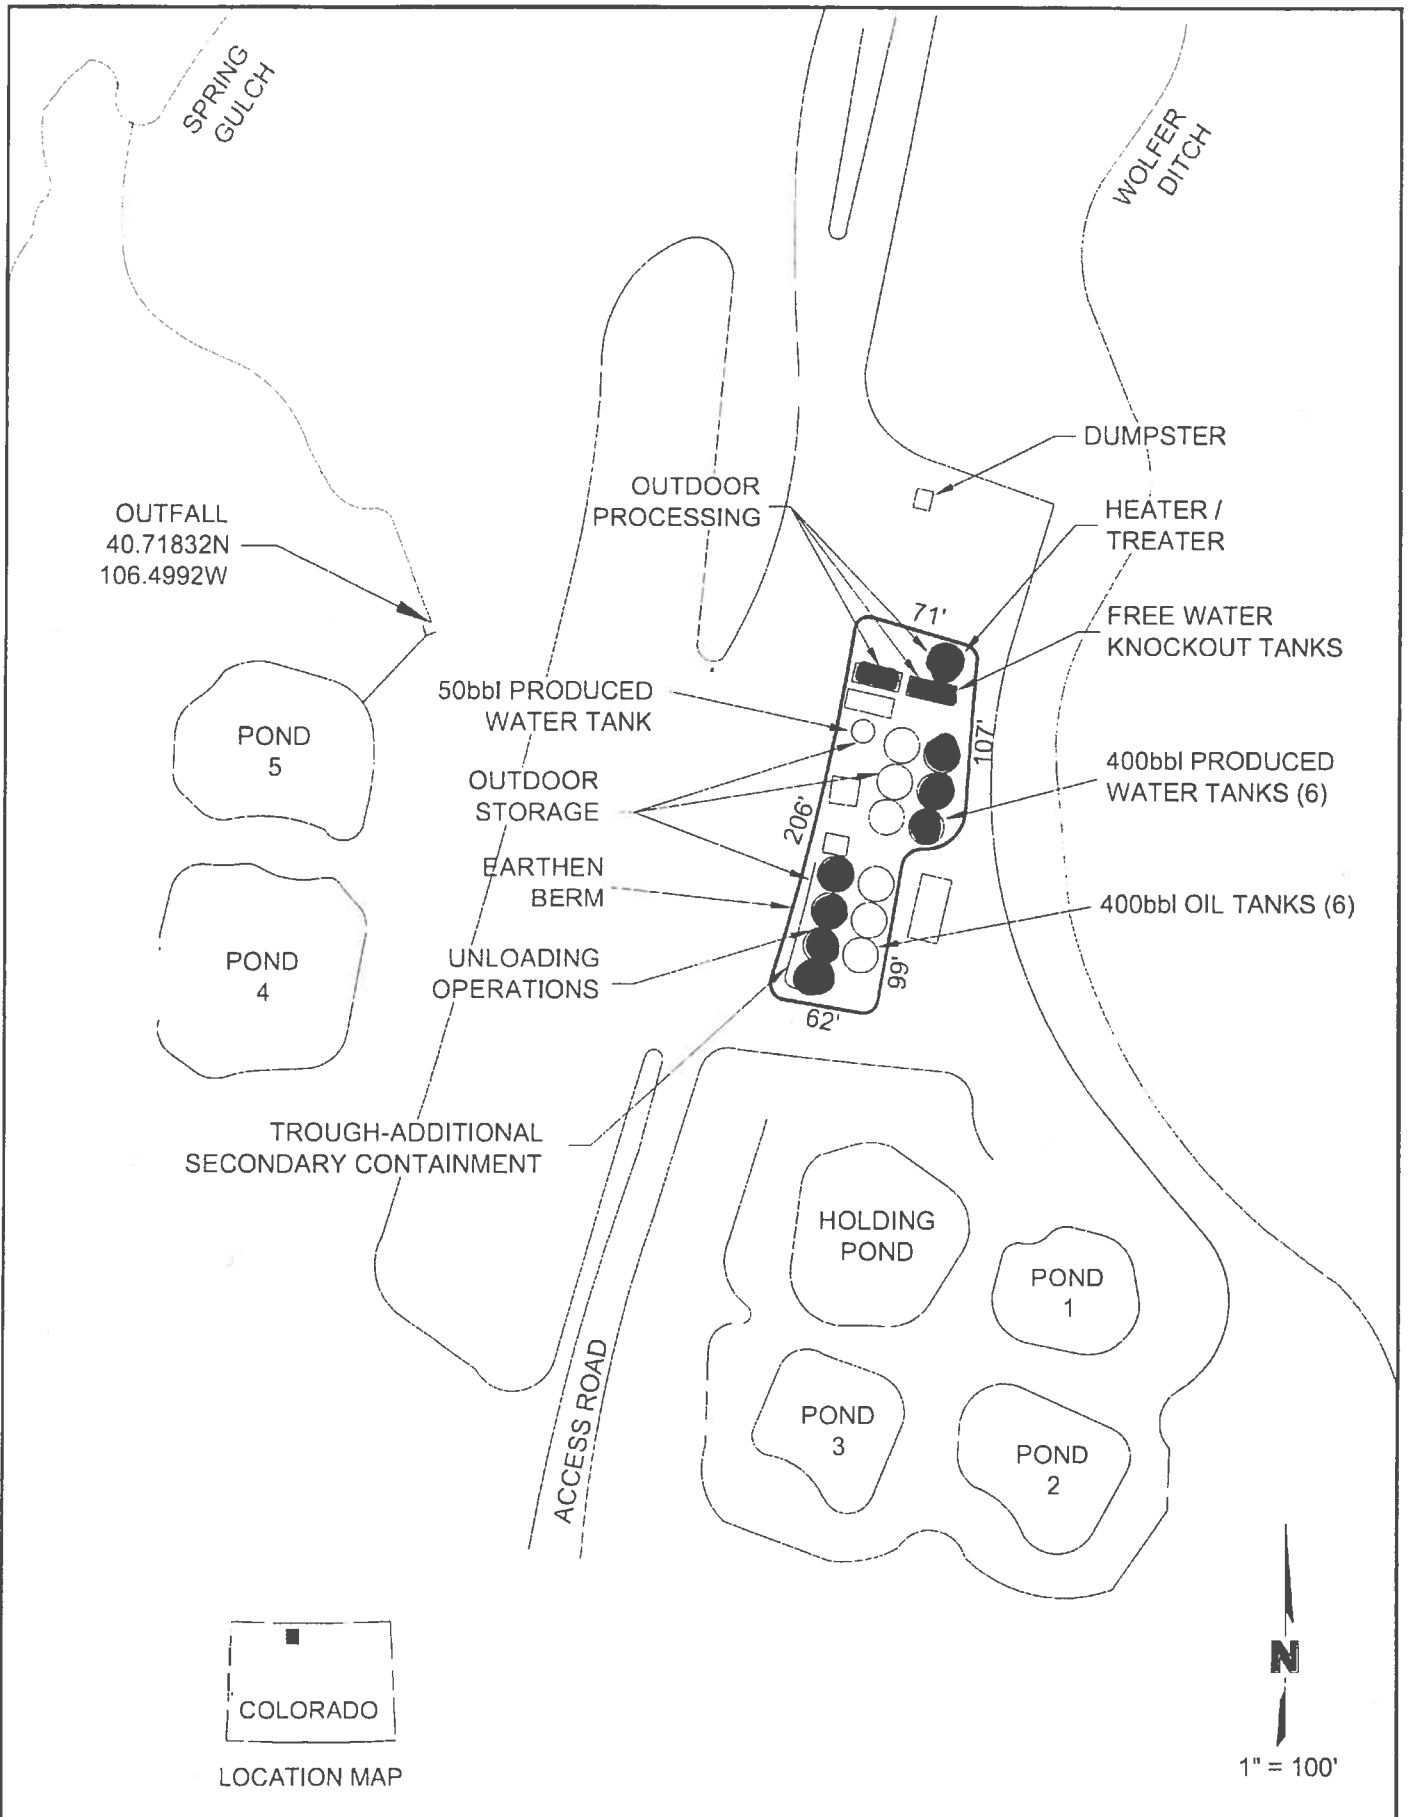 SPRING
GULCH
WOLFER
DITCH
DUMPSTER
OUTDOOR
PROCESSING
HEATER /
TREATER
OUTFALL
40.71832N
106.4992W
71'
FREE WATER
KNOCKOUT TANKS
50bbl PRODUCED
WATER TANK
107'
POND
5
OUTDOOR
STORAGE
400bbl PRODUCED
WATER TANKS (6)
206'
EARTHEN
BERM
400bbl OIL TANKS (6)
UNLOADING
OPERATIONS
99'
POND
4
62'
TROUGH-ADDITIONAL
SECONDARY CONTAINMENT
HOLDING
POND
POND
1
ACCESS ROAD
POND
3
POND
2
COLORADO
LOCATION MAP
N
1" = 100'